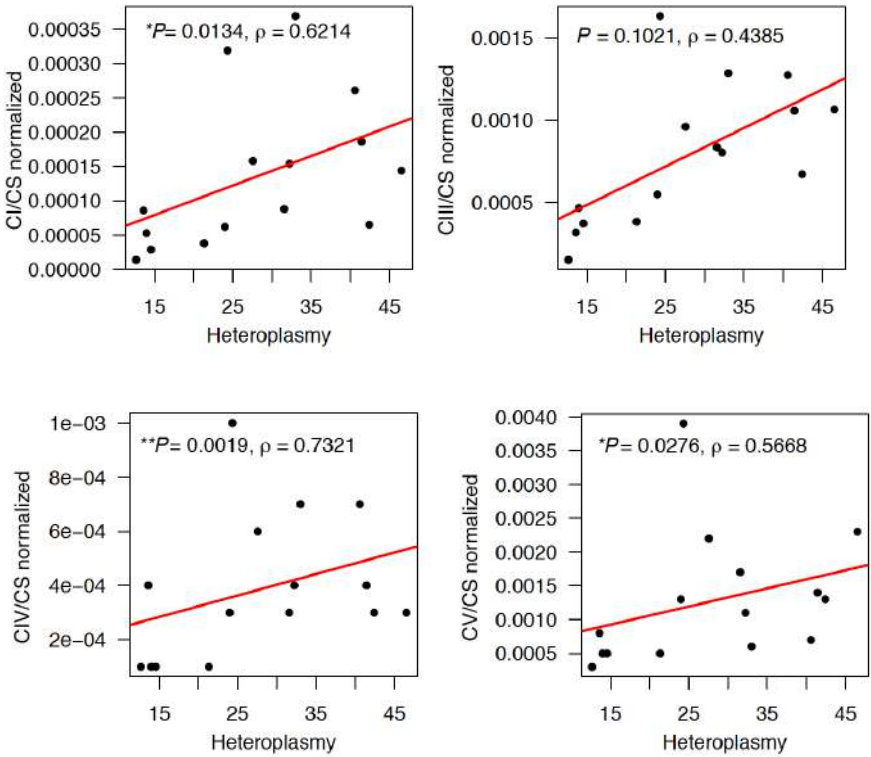 *P= 0.0134, ρ = 0.6214
CI/CS normalized
0.00035
0.00030
0.00025
0.00020
0.00015
0.00010
0.00005
0.00000
15 25 35 45
Heteroplasmy
P = 0.1021, ρ = 0.4385
CIII/CS normalized
0.0015
0.0010
0.0005
15 25 35 45
Heteroplasmy
**P= 0.0019, ρ = 0.7321
CIV/CS normalized
1e-03
8e-04
6e-04
4e-04
2e-04
15 25 35 45
Heteroplasmy
*P= 0.0276, ρ = 0.5668
CV/CS normalized
0.0040
0.0035
0.0030
0.0025
0.0020
0.0015
0.0010
0.0005
15 25 35 45
Heteroplasmy